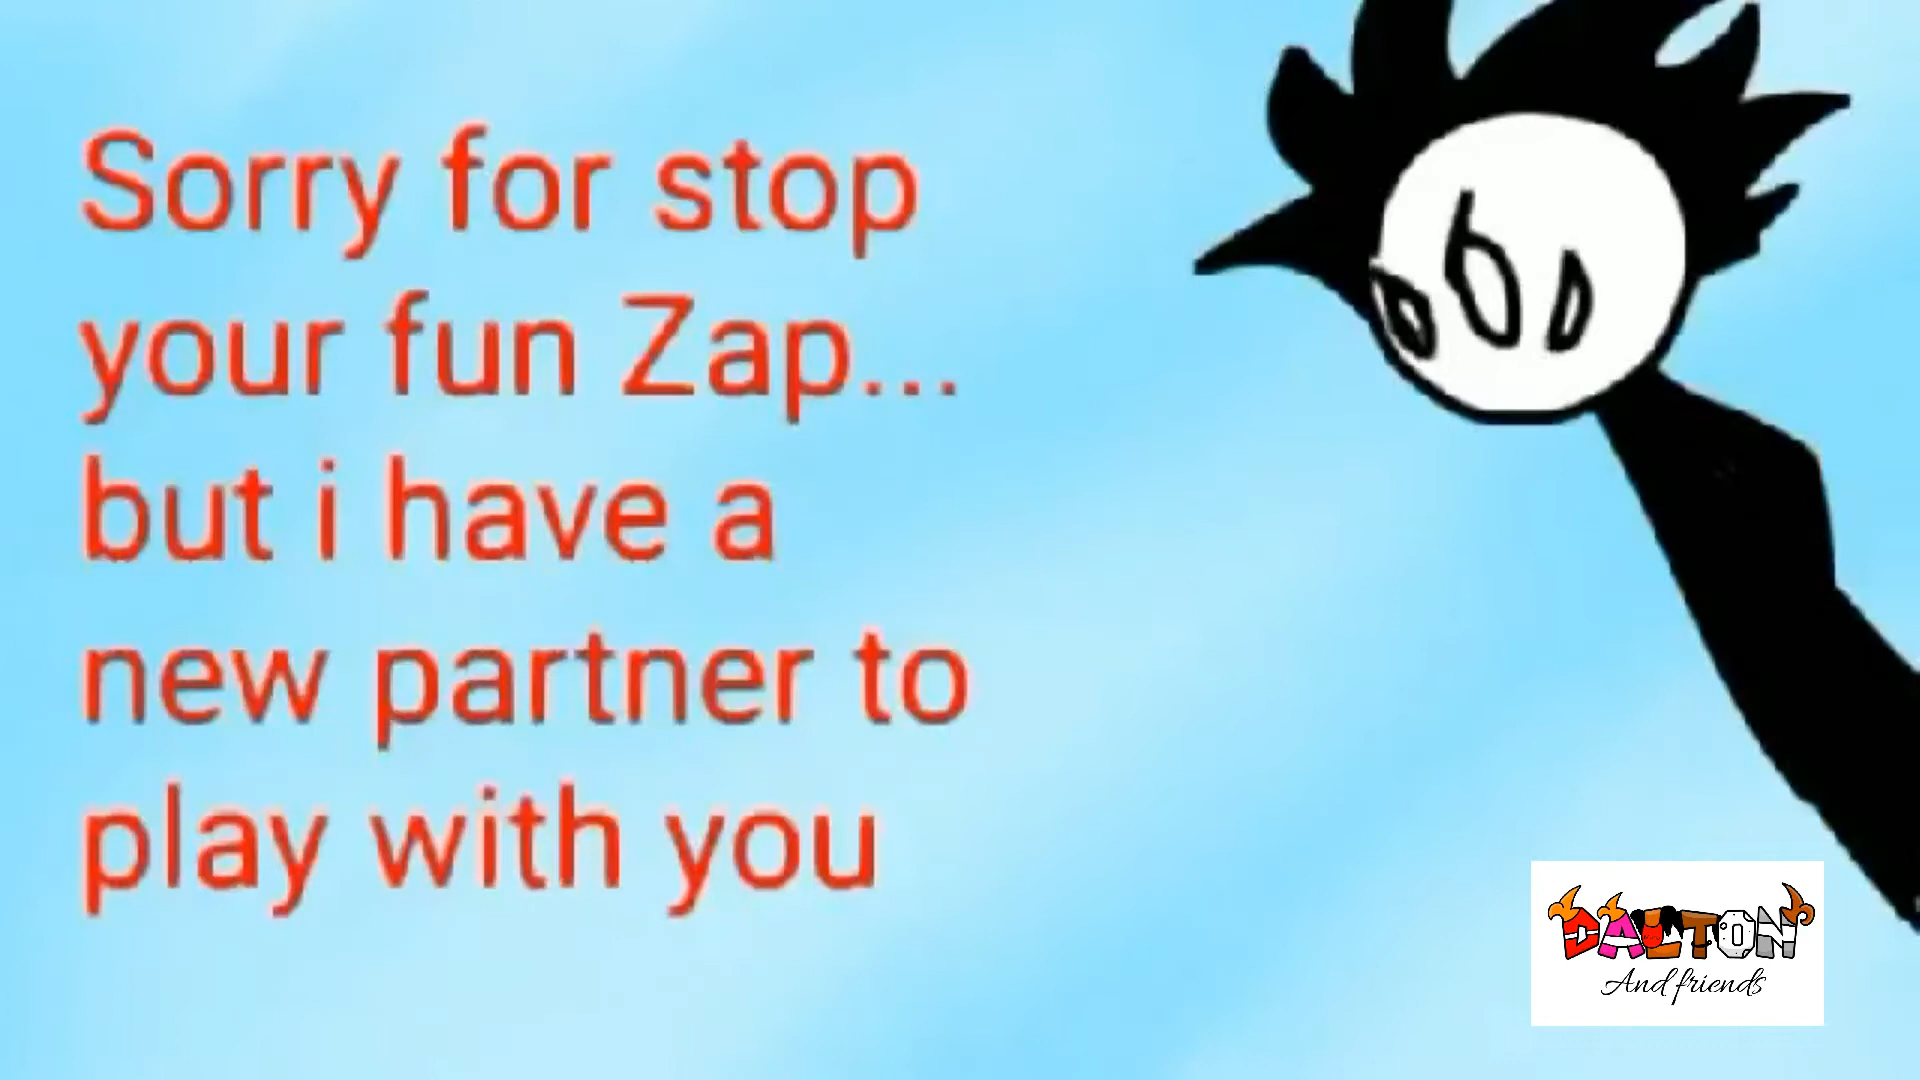 Sorry for stop
your fun Zap...
but i have a
new partner to
play with you
DALTON
And friends